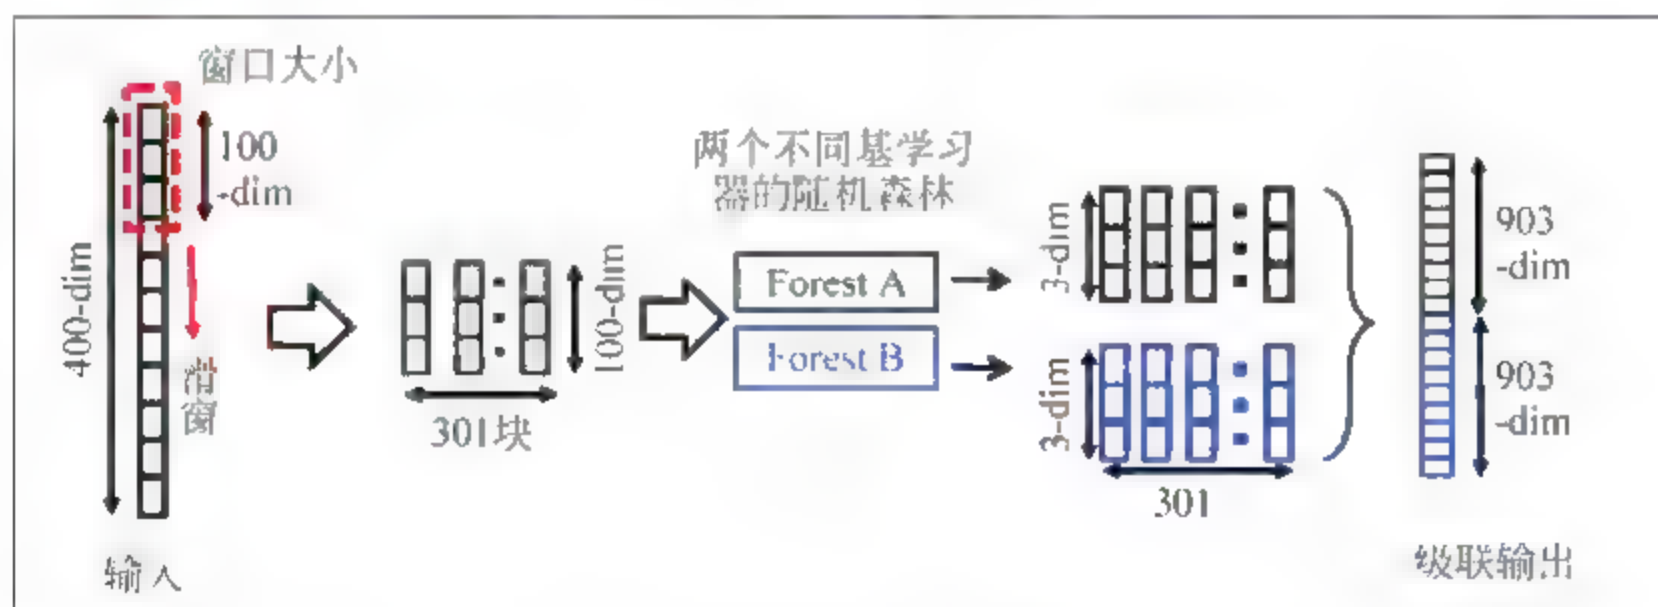 窗口大小
100
-dim
400-dim
滑窗
输入
301块
100-dim
两个不同基学习
器的随机森林
Forest A
Forest B
3-dim
3-dim
301
903
-dim
903
-dim
级联输出